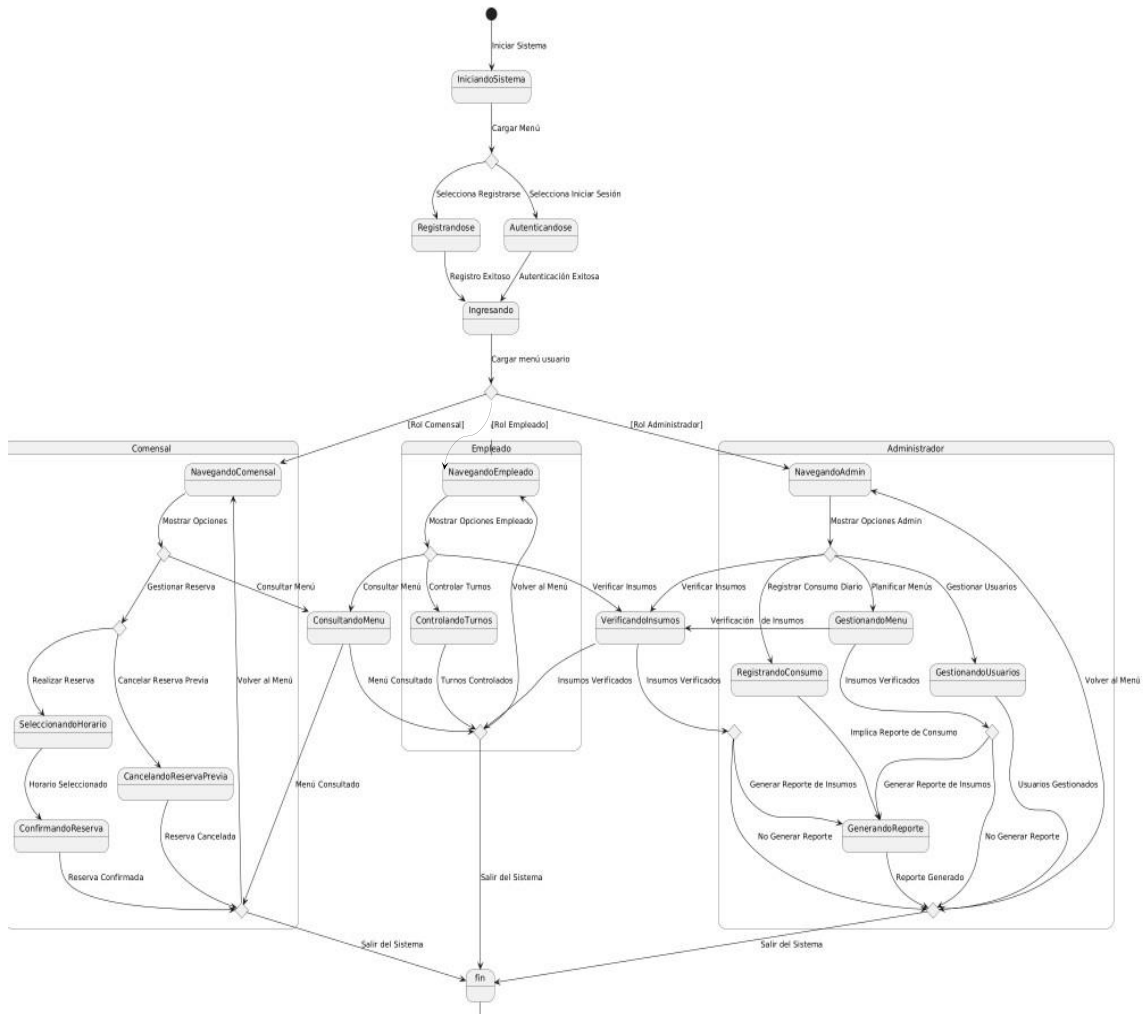 Iniciar Sistema
IniciandoSistema
Cargar Menú
Selecciona Registrarse
Selecciona Iniciar Sesión
Registrandose
Autenticandose
Registro Exitoso
Autenticación Exitosa
Ingresando
Cargar menú usuario
[Rol Comensal]
[Rol Empleado]
[Rol Administrador]
Comensal
Empleado
Administrador
NavegandoComensal
NavegandoEmpleado
NavegandoAdmin
Mostrar Opciones
Mostrar Opciones Empleado
Mostrar Opciones Admin
Gestionar Reserva
Consultar Menú
Consultar Menú
Controlar Turnos
Volver al Menú
Verificar Insumos
Verificar Insumos
Registrar Consumo Diario
Planificar Menús
Gestionar Usuarios
ConsultandoMenu
ControlandoTurnos
VerificandoInsumos
Verificación de Insumos
GestionandoMenu
Realizar Reserva
Cancelar Reserva Previa
Volver al Menú
Menú Consultado
Turnos Controlados
Insumos Verificados
Insumos Verificados
RegistrandoConsumo
Insumos Verificados
GestionandoUsuarios
Volver al Menú
SeleccionandoHorario
Implica Reporte de Consumo
Horario Seleccionado
CancelandoReservaPrevia
Menú Consultado
Generar Reporte de Insumos
Generar Reporte de Insumos
Usuarios Gestionados
ConfirmandoReserva
Reserva Cancelada
No Generar Reporte
GenerandoReporte
No Generar Reporte
Reserva Confirmada
Salir del Sistema
Reporte Generado
Salir del Sistema
Salir del Sistema
fin